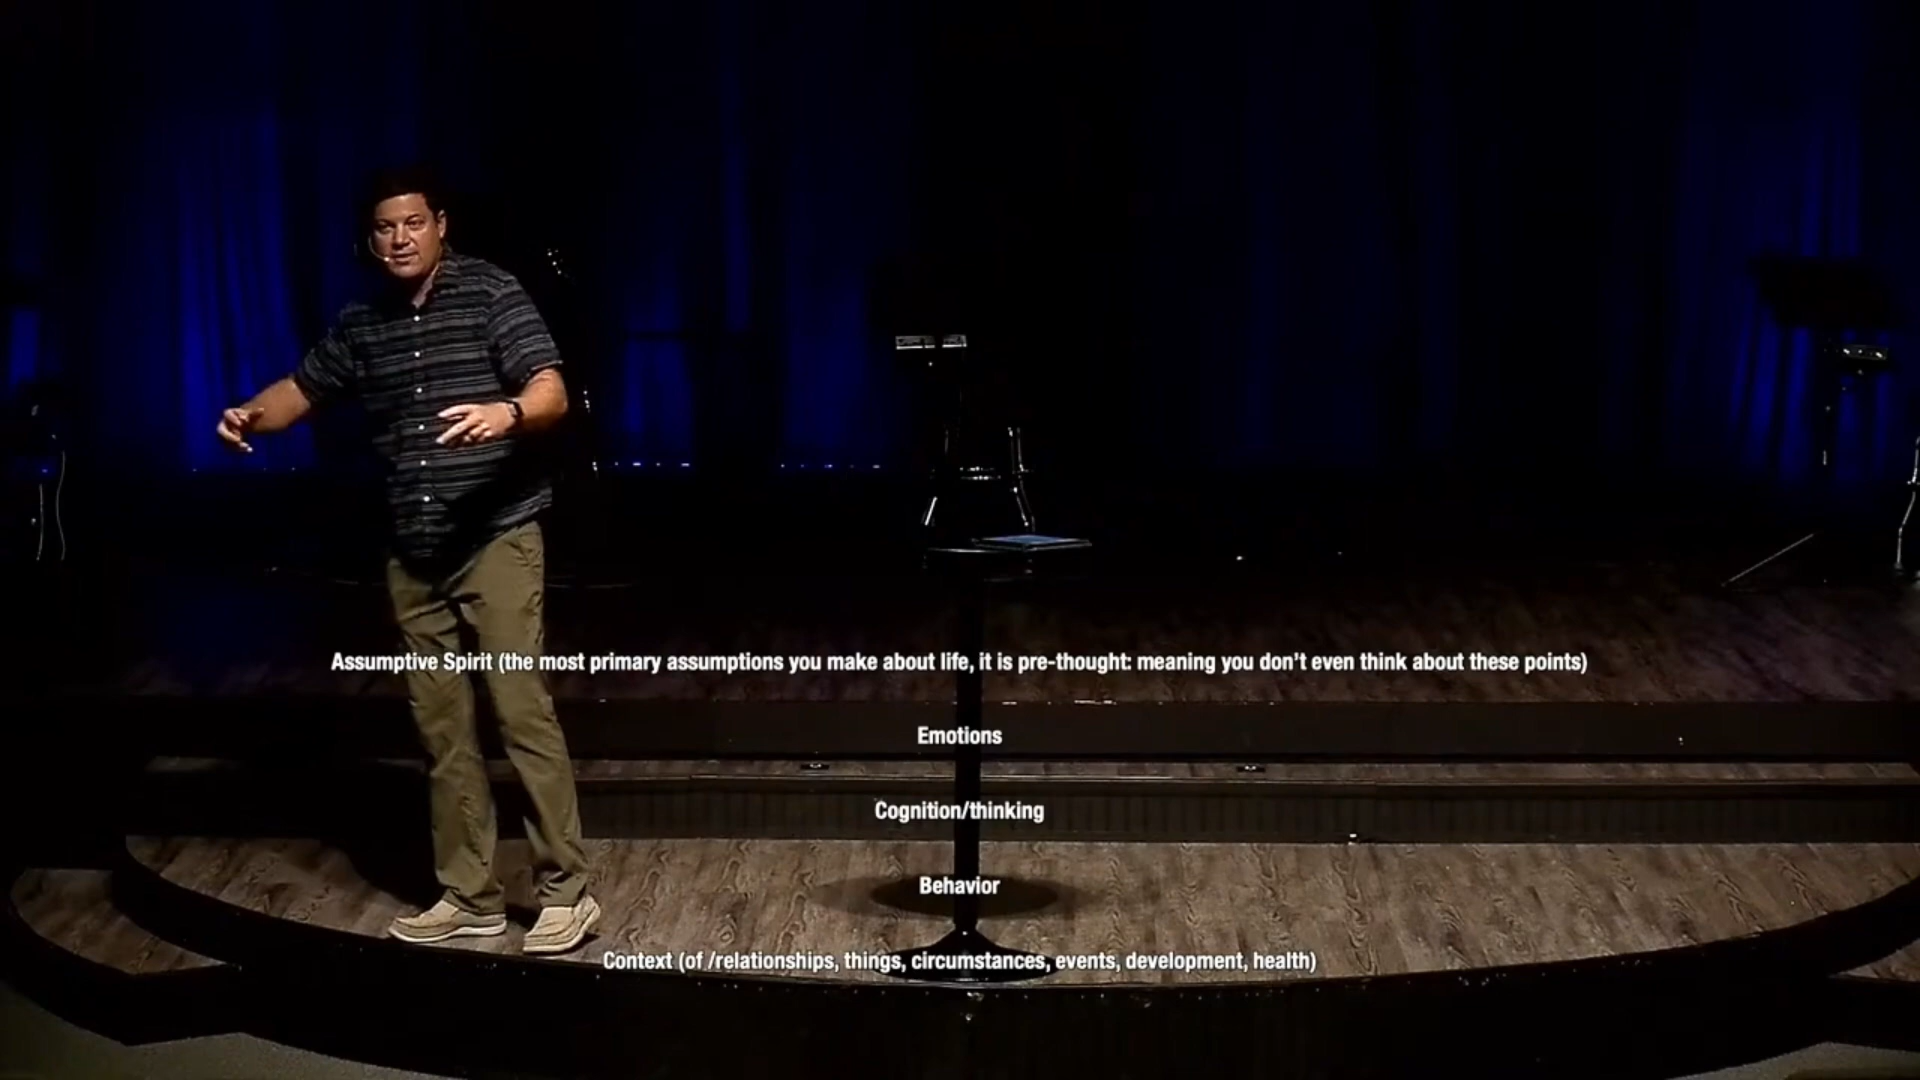 Assumptive Spirit (the most primary assumptions you make about life, it is pre-thought: meaning you don’t even think about these points)
Emotions
Cognition/thinking
Behavior
Context (of /relationships, things, circumstances, events, development, health)